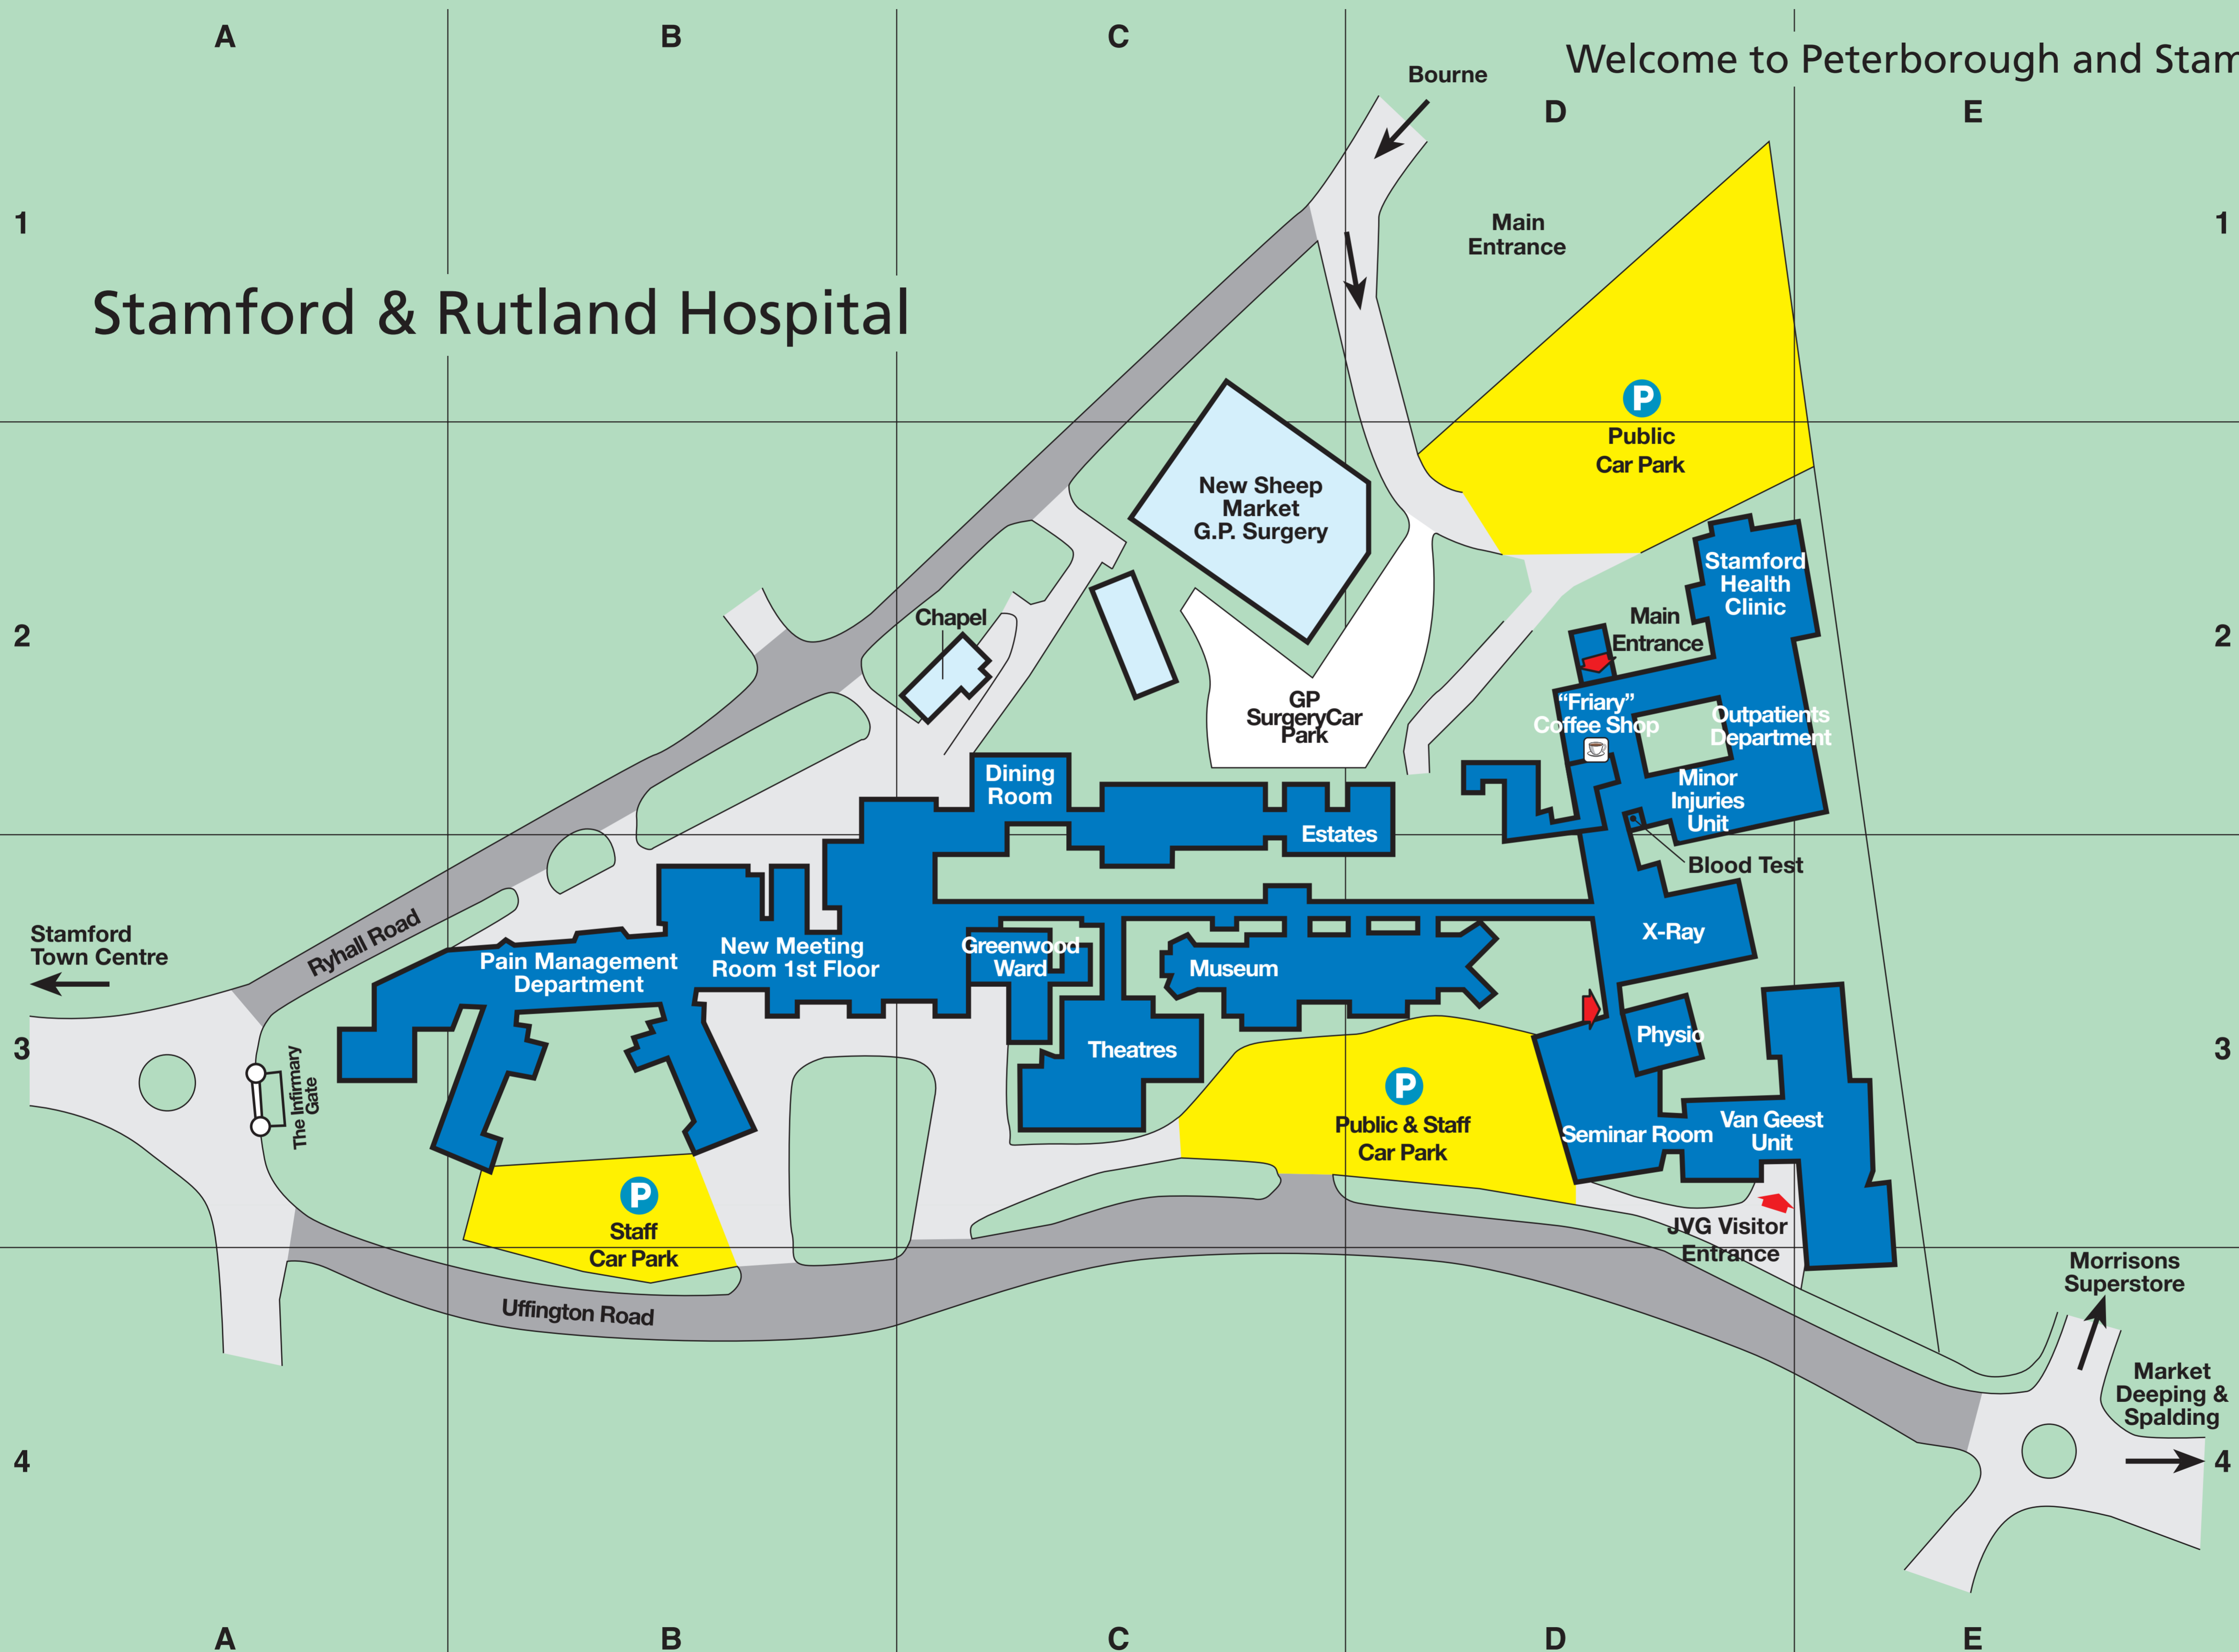 A
B
C
D
E
Welcome to Peterborough and Stam
Bourne
1
Main
Entrance
1
Stamford & Rutland Hospital
P
Public
Car Park
New Sheep
Market
G.P. Surgery
Stamford
Health
Clinic
2
Chapel
Main
Entrance
2
GP
SurgeryCar
Park
“Friary”
Coffee Shop
Outpatients
Department
Dining
Room
Minor
Injuries
Unit
Estates
Blood Test
Stamford
Town Centre
Ryhall Road
Pain Management
Department
New Meeting
Room 1st Floor
Greenwood
Ward
Museum
X-Ray
3
The Infirmary
Gate
Theatres
Physio
3
P
Public & Staff
Car Park
Seminar Room
Van Geest
Unit
P
Staff
Car Park
JVG Visitor
Entrance
Morrisons
Superstore
Uffington Road
Market
Deeping &
Spalding
4
4
A
B
C
D
E